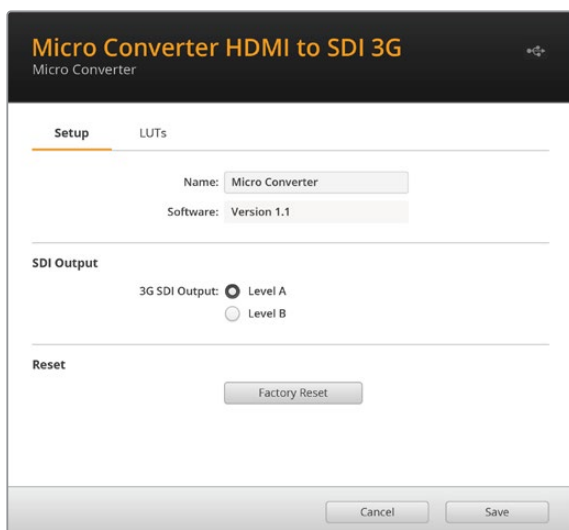 Micro Converter HDMI to SDI 3G
Micro Converter
Setup LUTs
Name: Micro Converter
Software: Version 1.1
SDI Output
3G SDI Output: Level A
Level B
Reset
Factory Reset
Cancel Save